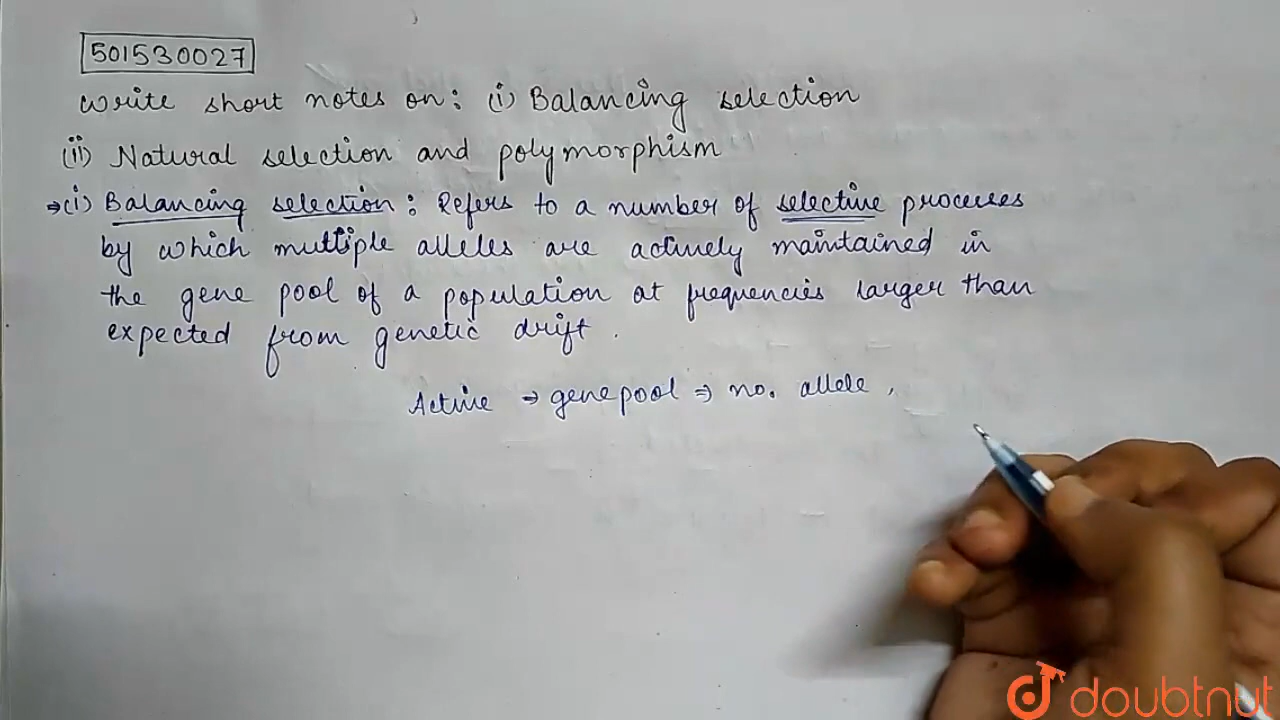 501530027
Write short notes on: (i) Balancing selection
(ii) Natural selection and polymorphism
⇒(i) Balancing selection: Refers to a number of selective processes
by which multiple alleles are actively maintained in
the gene pool of a population at frequencies larger than
expected from genetic drift.
Active → genepool ⇒ no. allele,
doubtnut